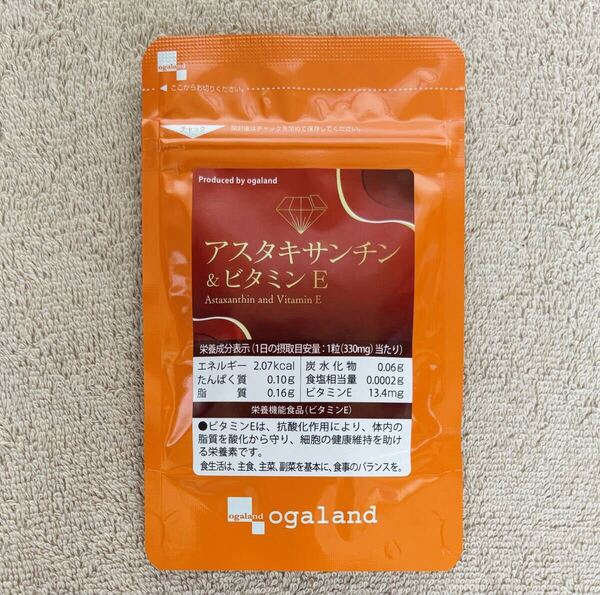 ogaland
ここからお切りください。
チャック
開封後はチャックを閉めて保存してください。
Produced by ogaland
アスタキサンチン
&ビタミンE
Astaxanthin and Vitamin E
栄養成分表示(1日の摂取目安量:1粒(330mg)当たり)
エネルギー 2.07kcal 炭水化物 0.06g
たんぱく質 0.10g 食塩相当量 0.0002g
脂質 0.16g ビタミンE 13.4mg
栄養機能食品(ビタミンE)
●ビタミンEは、抗酸化作用により、体内の
脂質を酸化から守り、細胞の健康維持を助け
る栄養素です。
食生活は、主食、主菜、副菜を基本に、食事のバランスを。
ogaland ogaland